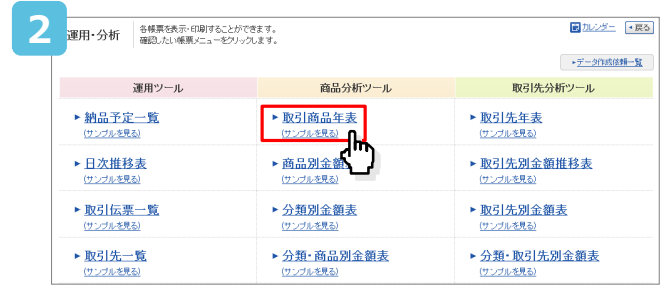 2
運用・分析
各帳票を表示・印刷することができます。
確認したい帳票メニューをクリックします。
カレンダー
戻る
データ作成依頼一覧
運用ツール 商品分析ツール 取引先分析ツール
納品予定一覧 取引商品年表 取引先年表
(サンプルを見る) (サンプルを見る) (サンプルを見る)
日次推移表 商品別金額 取引先別金額推移表
(サンプルを見る) (サンプルを見る) (サンプルを見る)
取引伝票一覧 分類別金額表 取引先別金額表
(サンプルを見る) (サンプルを見る) (サンプルを見る)
取引先一覧 分類・商品別金額表 分類・取引先別金額表
(サンプルを見る) (サンプルを見る) (サンプルを見る)